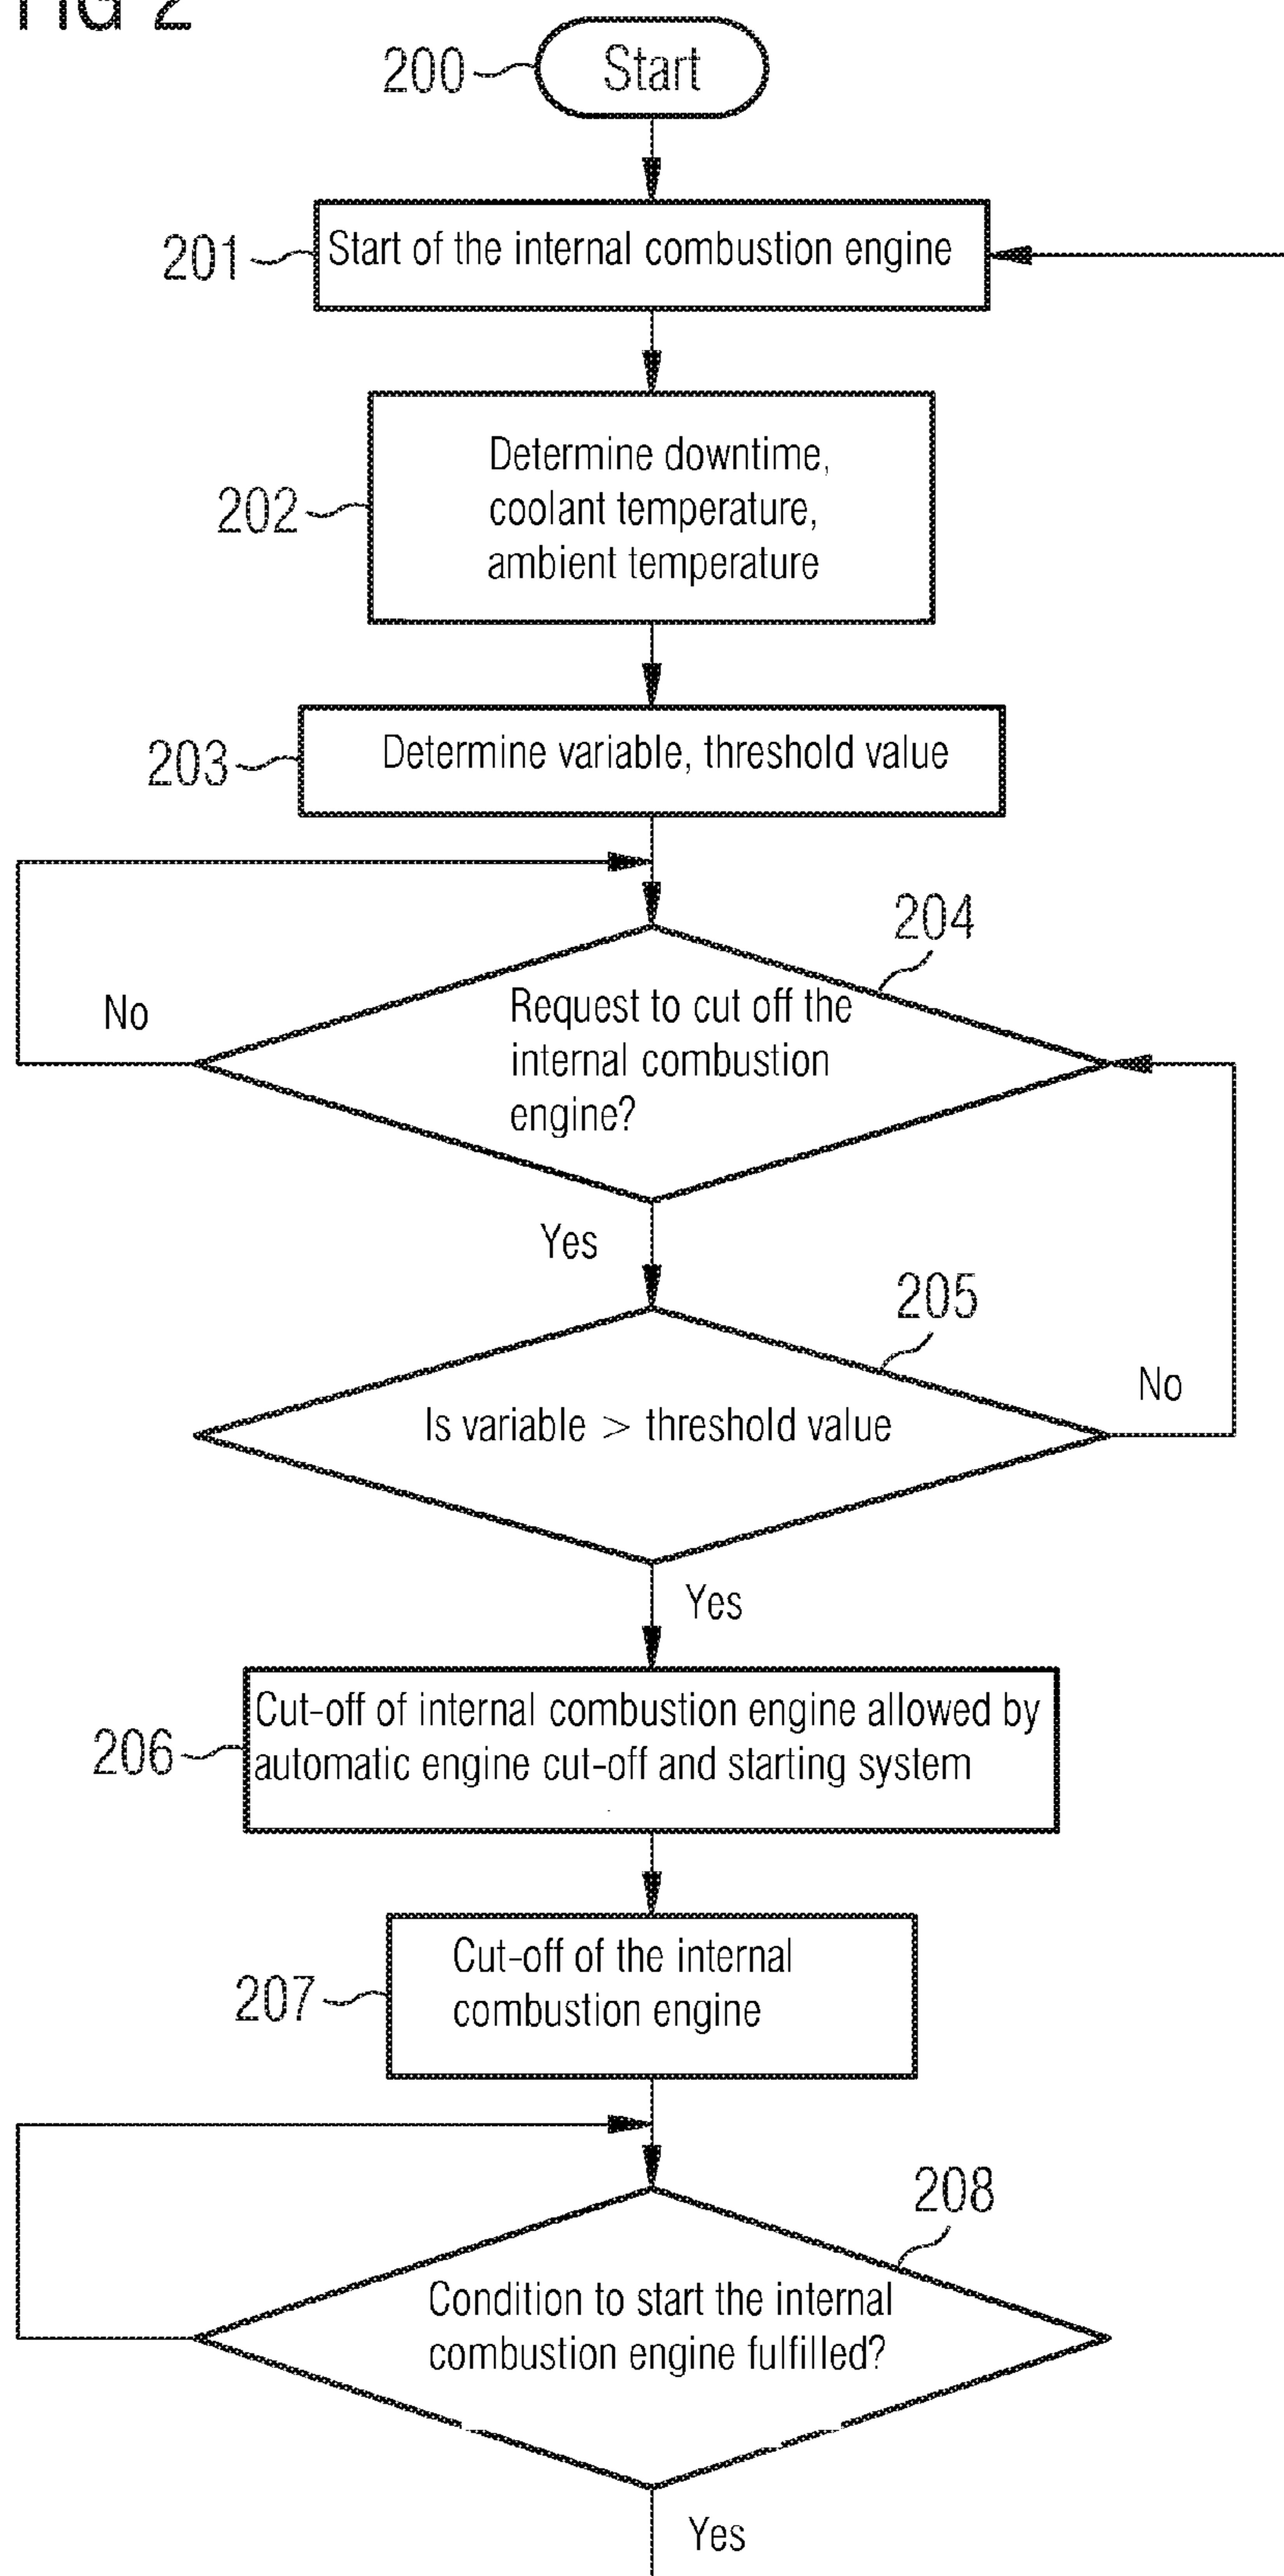 FIG 2
200
Start
201
Start of the internal combustion engine
202
Determine downtime,
coolant temperature,
ambient temperature
203
Determine variable, threshold value
204
No
Request to cut off the
internal combustion
engine?
Yes
205
No
Is variable > threshold value
Yes
206
Cut-off of internal combustion engine allowed by
automatic engine cut-off and starting system
207
Cut-off of the internal
combustion engine
208
Condition to start the internal
combustion engine fulfilled?
Yes